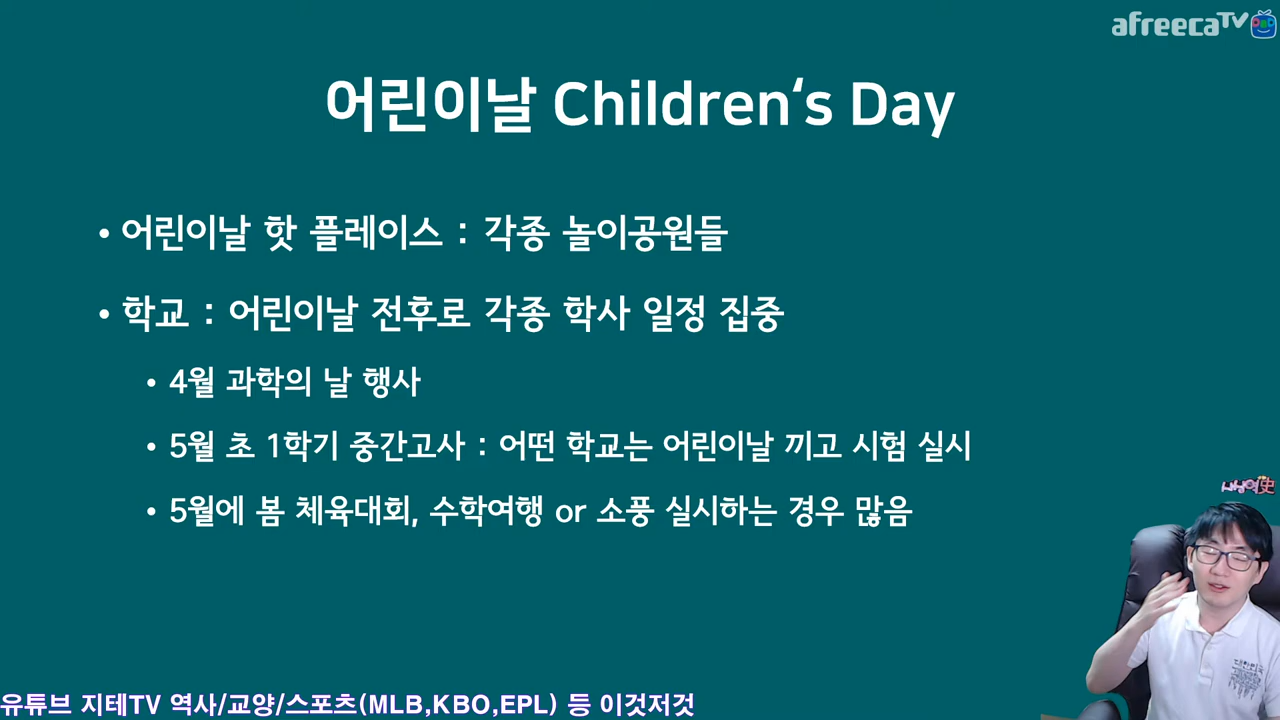 afreecaTV
어린이날 Children‘s Day
• 어린이날 핫 플레이스 : 각종 놀이공원들
• 학교 : 어린이날 전후로 각종 학사 일정 집중
• 4월 과학의 날 행사
• 5월 초 1학기 중간고사 : 어떤 학교는 어린이날 끼고 시험 실시
• 5월에 봄 체육대회, 수학여행 or 소풍 실시하는 경우 많음
유튜브 지테TV 역사/교양/스포츠(MLB,KBO,EPL) 등 이것저것